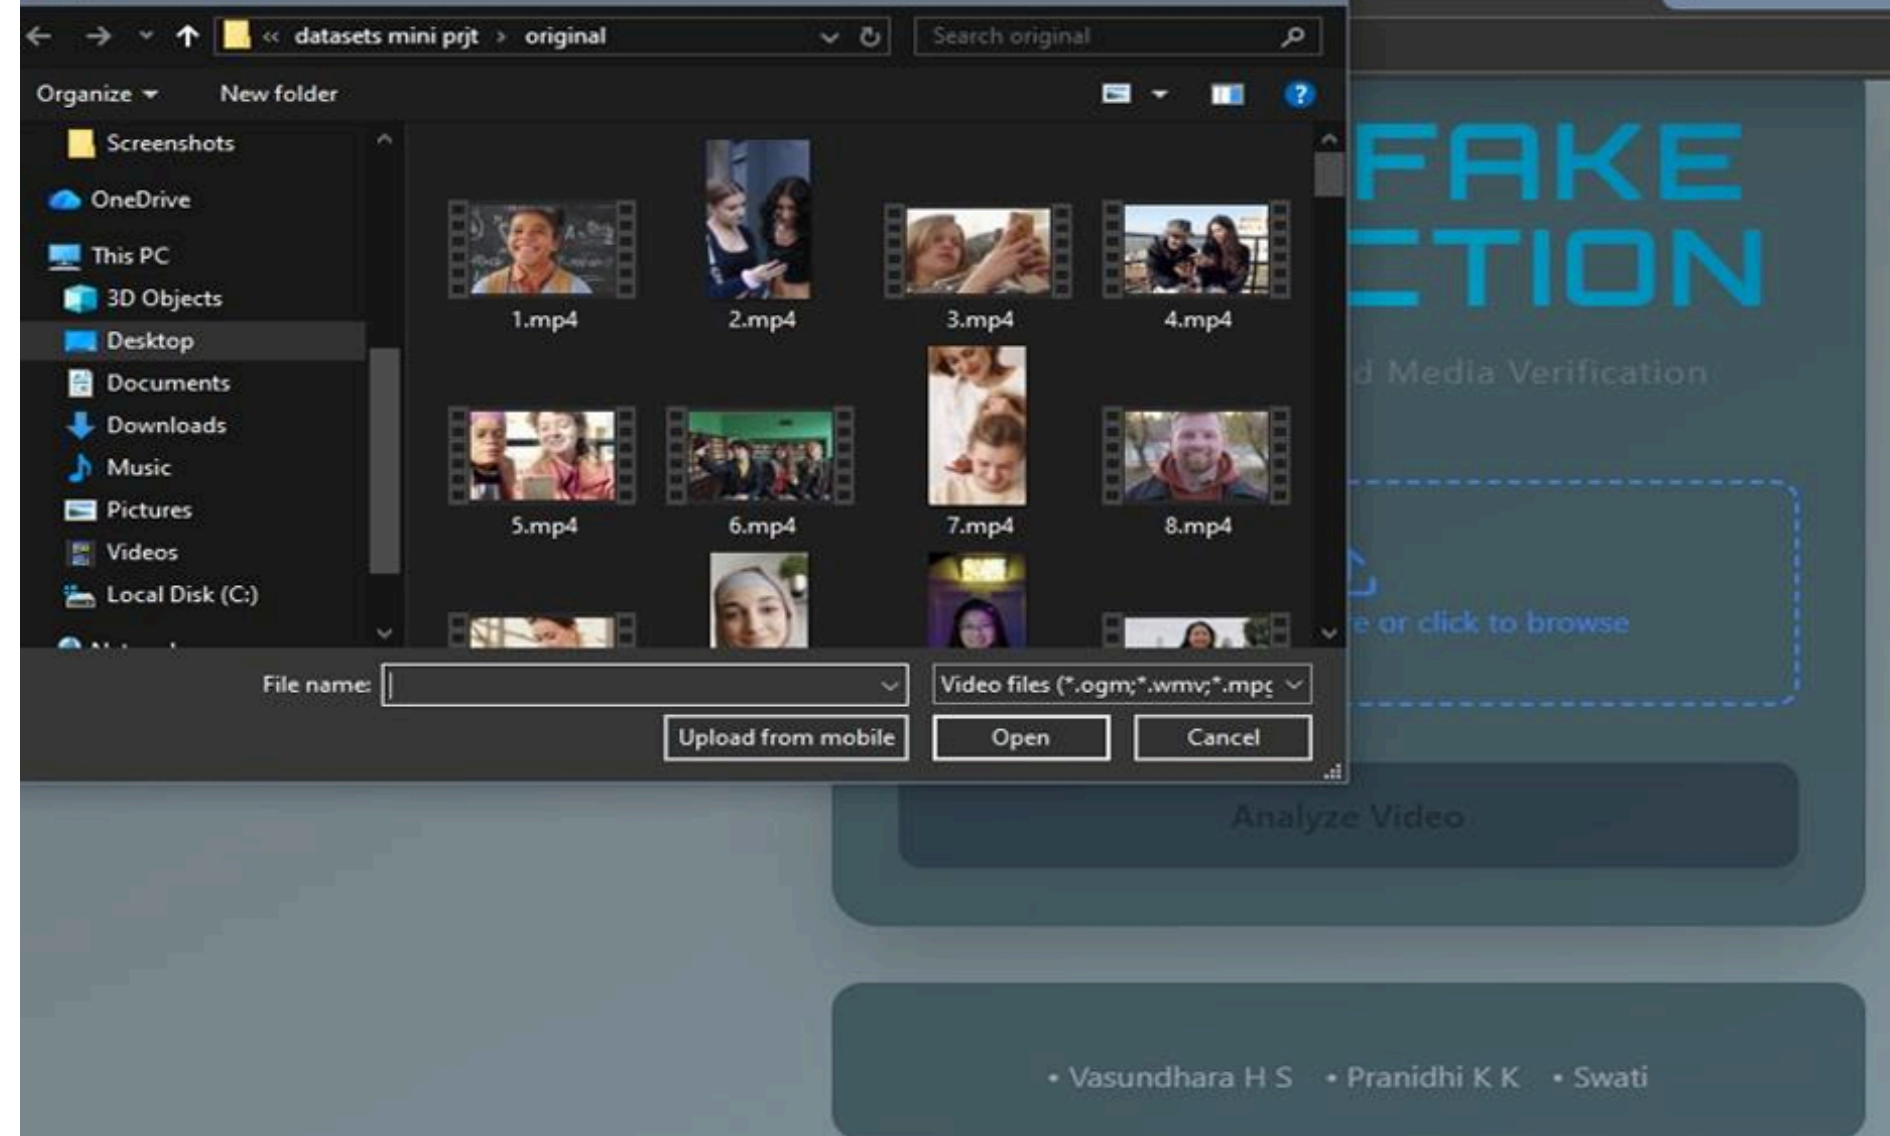 « datasets mini prjt > original
Search original
Organize
New folder
Screenshots
OneDrive
This PC
3D Objects
Desktop
Documents
Downloads
Music
Pictures
Videos
Local Disk (C:)
1.mp4
2.mp4
3.mp4
4.mp4
5.mp4
6.mp4
7.mp4
8.mp4
File name:
Video files (*.ogm;*.wmv;*.mpg
Upload from mobile
Open
Cancel
FAKE
CTION
d Media Verification
e or click to browse
Analyze Video
• Vasundhara H S • Pranidhi K K • Swati